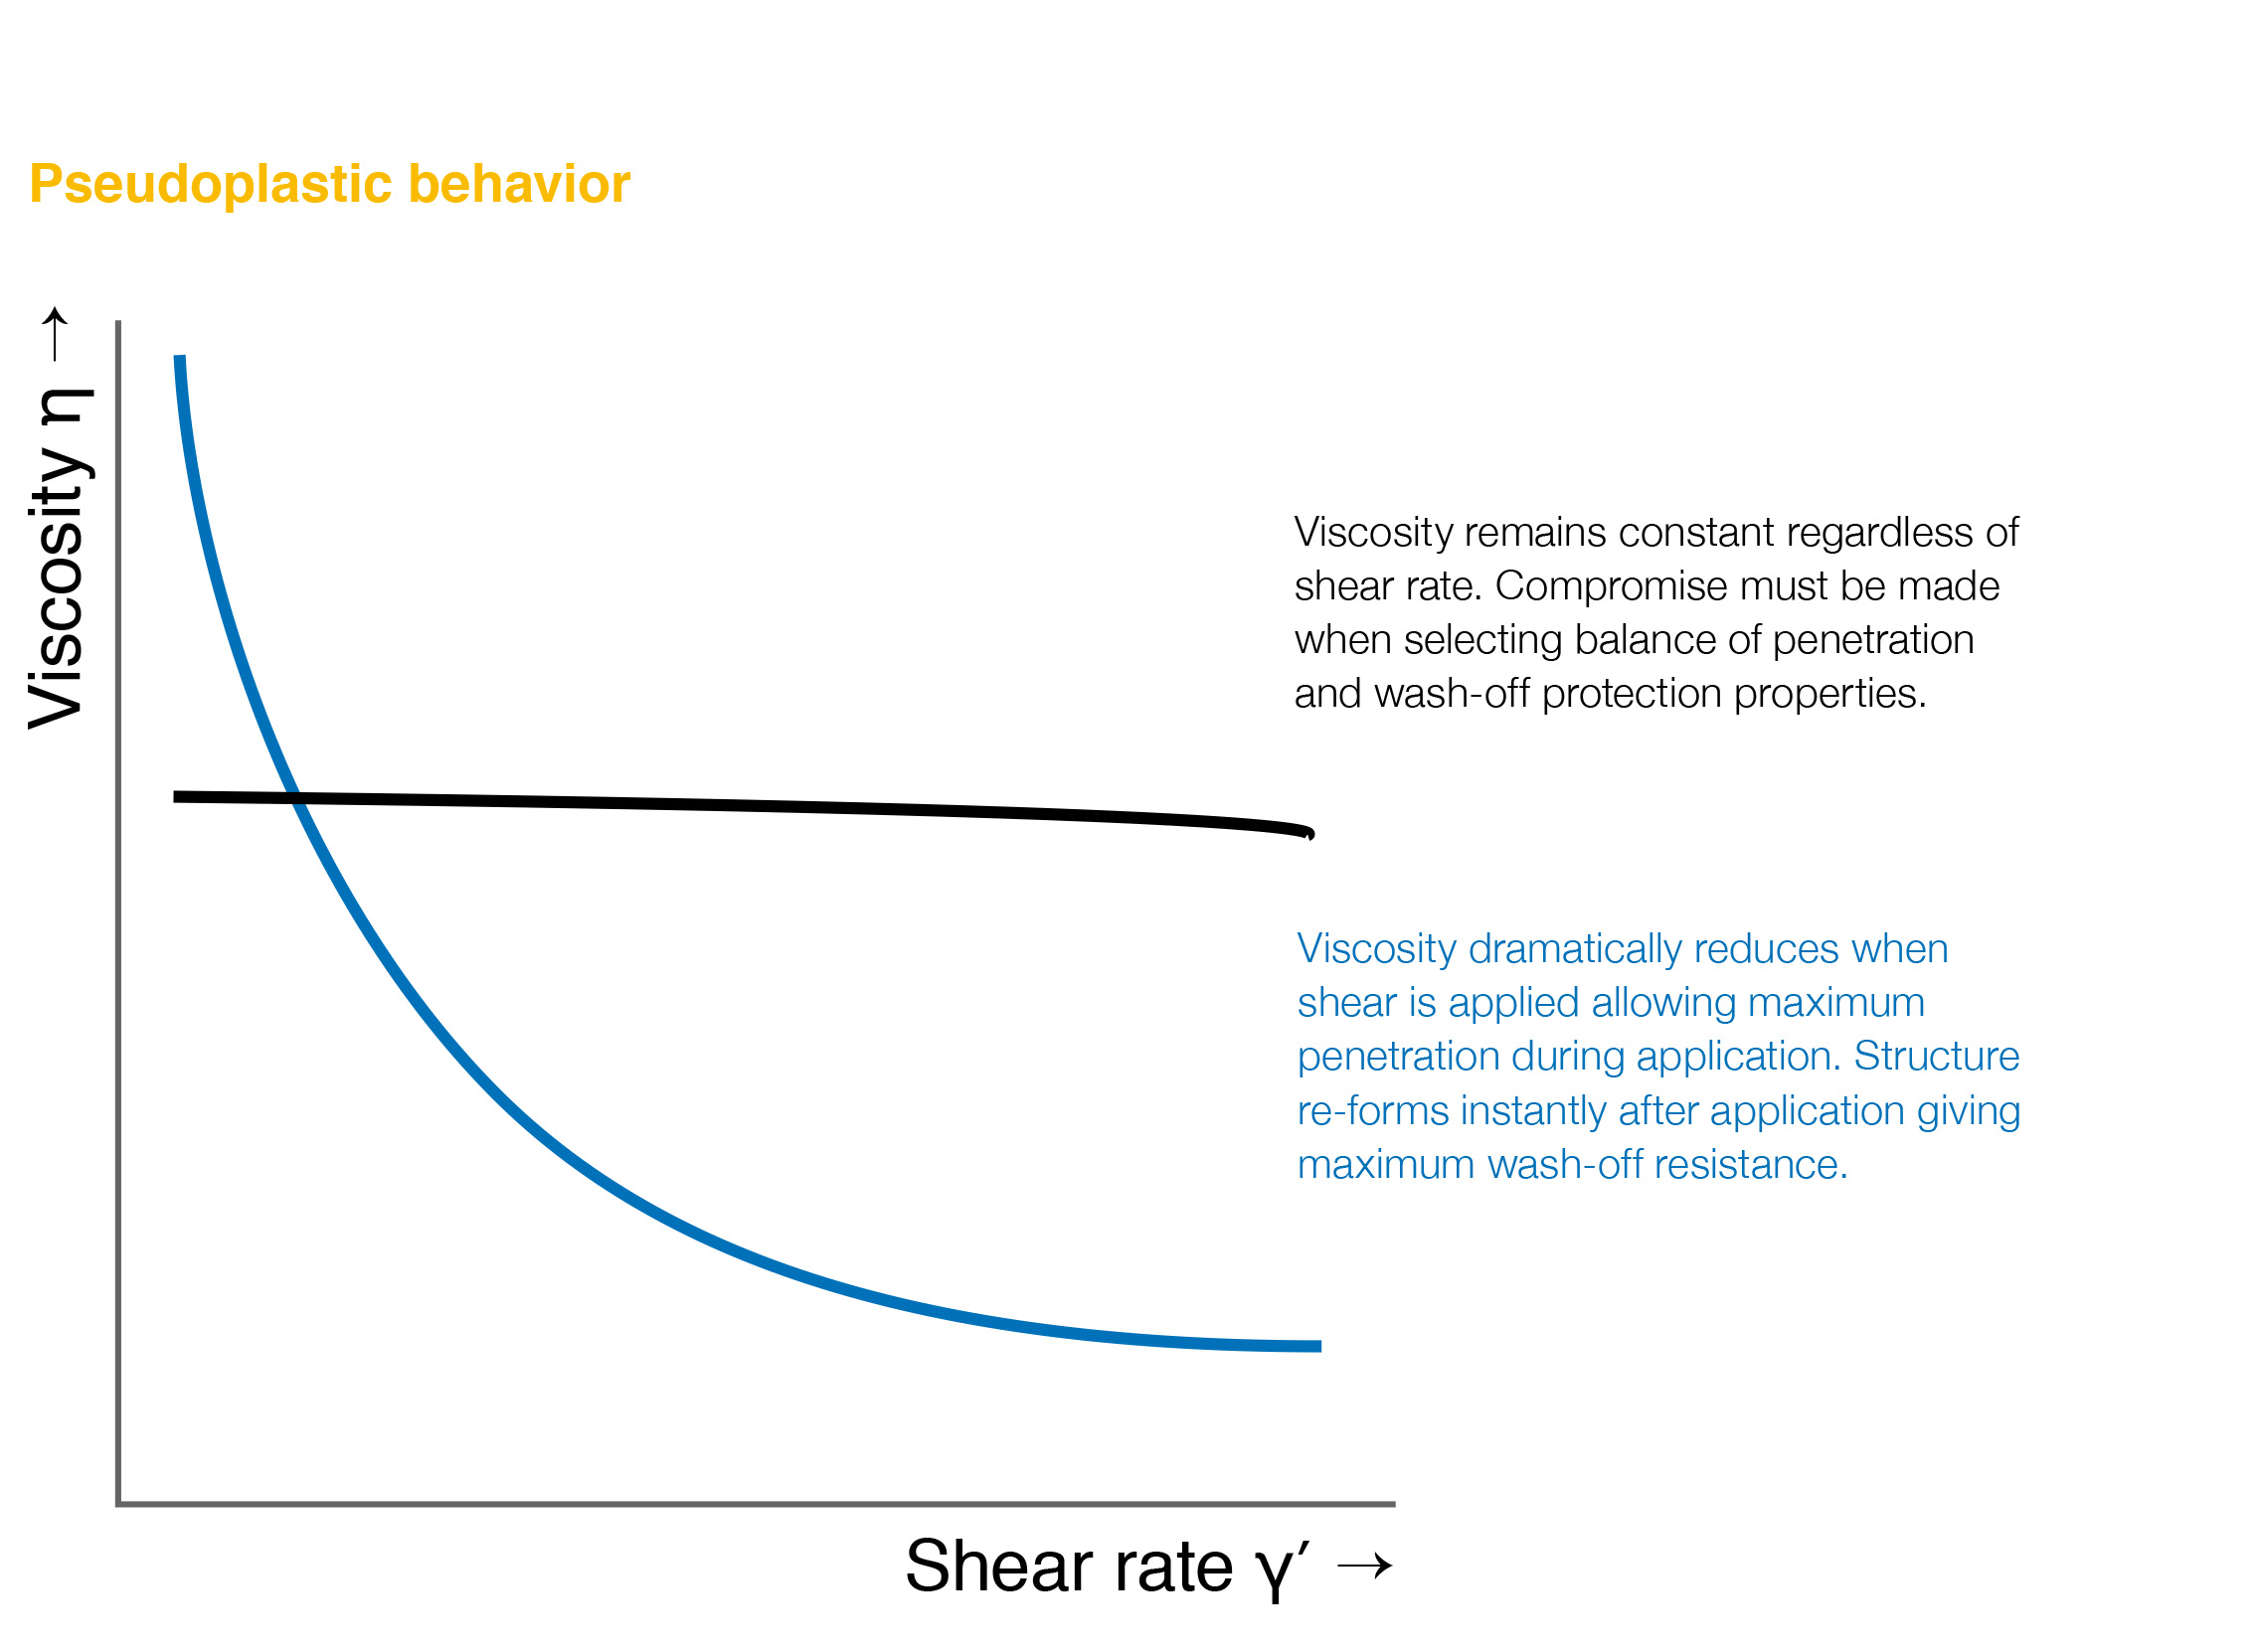 Pseudoplastic behavior
Viscosity η →
Viscosity remains constant regardless of
shear rate. Compromise must be made
when selecting balance of penetration
and wash-off protection properties.
Viscosity dramatically reduces when
shear is applied allowing maximum
penetration during application. Structure
re-forms instantly after application giving
maximum wash-off resistance.
Shear rate γ′ →